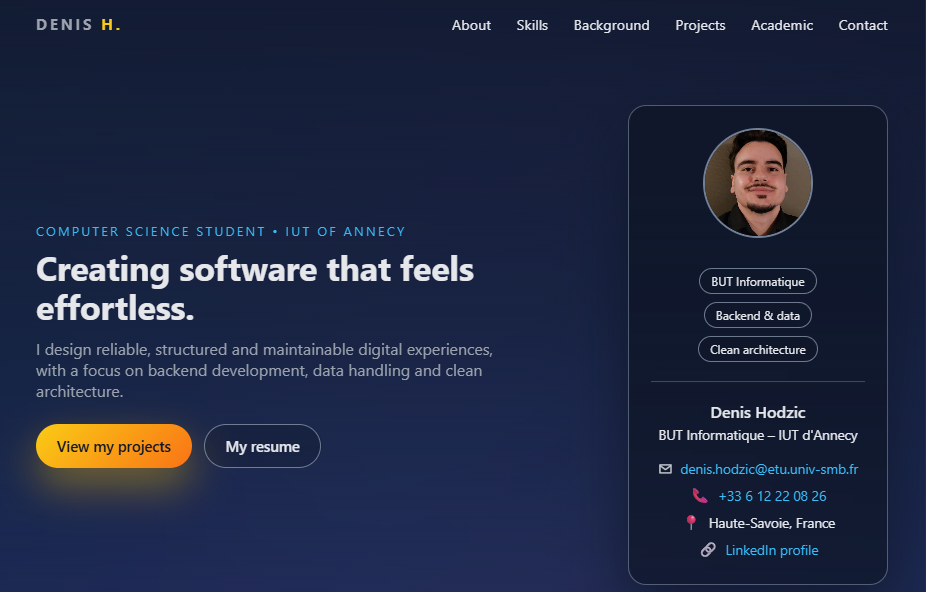 DENIS H.
About Skills Background Projects Academic Contact
COMPUTER SCIENCE STUDENT • IUT OF ANNECY
Creating software that feels
effortless.
I design reliable, structured and maintainable digital experiences,
with a focus on backend development, data handling and clean
architecture.
View my projects
My resume
BUT Informatique
Backend & data
Clean architecture
Denis Hodzic
BUT Informatique – IUT d'Annecy
denis.hodzic@etu.univ-smb.fr
+33 6 12 22 08 26
Haute-Savoie, France
LinkedIn profile